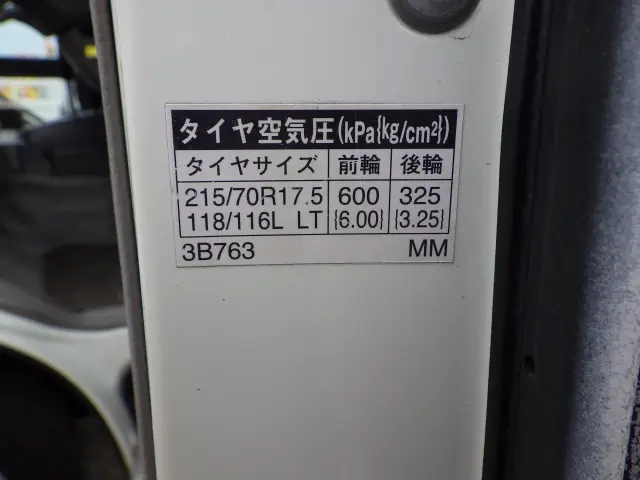 タイヤ空気圧(kPa{kg/cm²})
タイヤサイズ 前輪 後輪
215/70R17.5 600 325
118/116L LT {6.00} {3.25}
3B763 MM